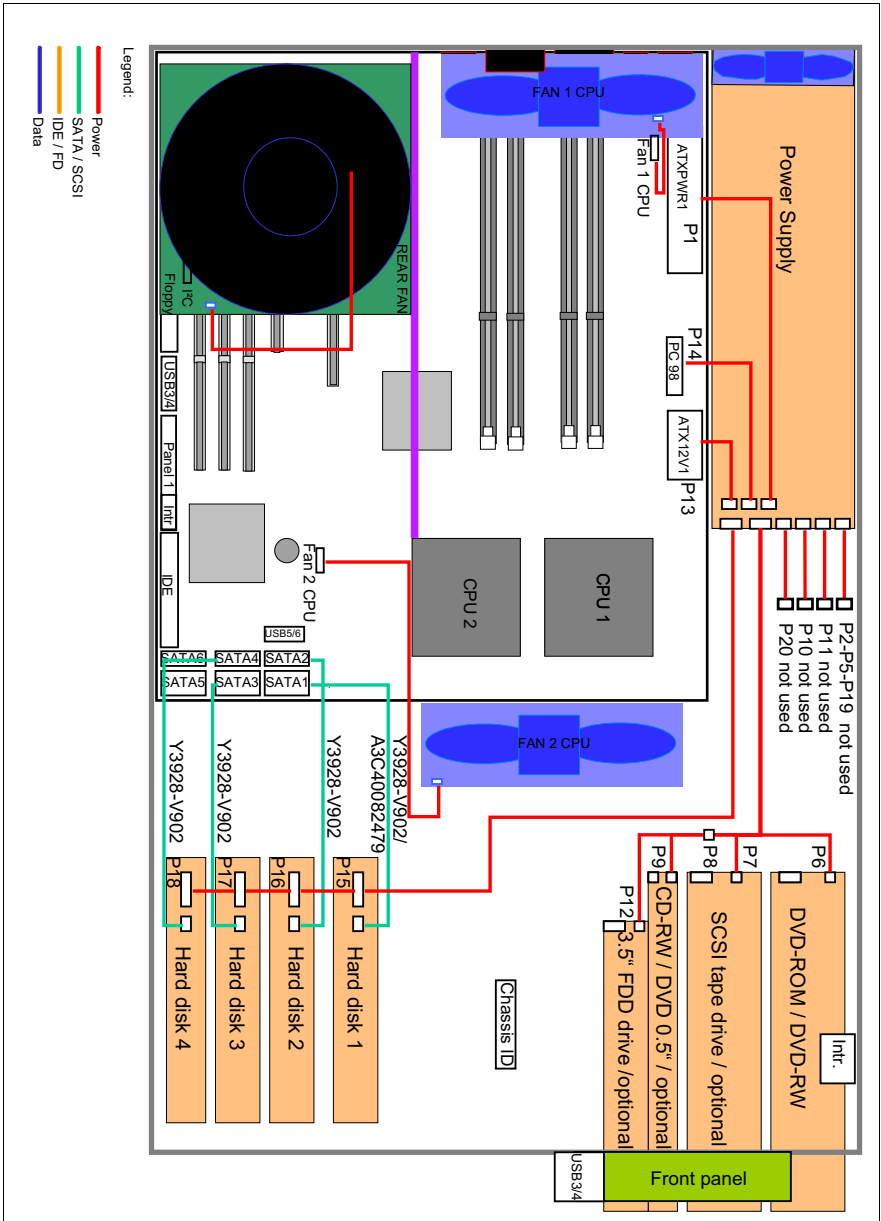 Legend:
Power
SATA / SCSI
IDE / FD
Data
FAN 1 CPU
Fan 1 CPU
ATXPWR1
P1
Power Supply
REAR FAN
I²C
Floppy
P14
PC 98
USB3/4
Panel 1
Intr
ATX12V1
P13
IDE
Fan 2 CPU
CPU 2
CPU 1
USB5/6
SATA6
SATA4
SATA2
SATA5
SATA3
SATA1
P2-P5-P19 not used
P11 not used
P10 not used
P20 not used
FAN 2 CPU
Y3928-V902
Y3928-V902
Y3928-V902
Y3928-V902/
A3C40082479
P18
P17
P16
P15
P12
P9
P8
P7
P6
Hard disk 4
Hard disk 3
Hard disk 2
Hard disk 1
Chassis ID
3.5“ FDD drive /optional
CD-RW / DVD 0.5“ / optional
SCSI tape drive / optional
DVD-ROM / DVD-RW
Intr.
USB3/4
Front panel